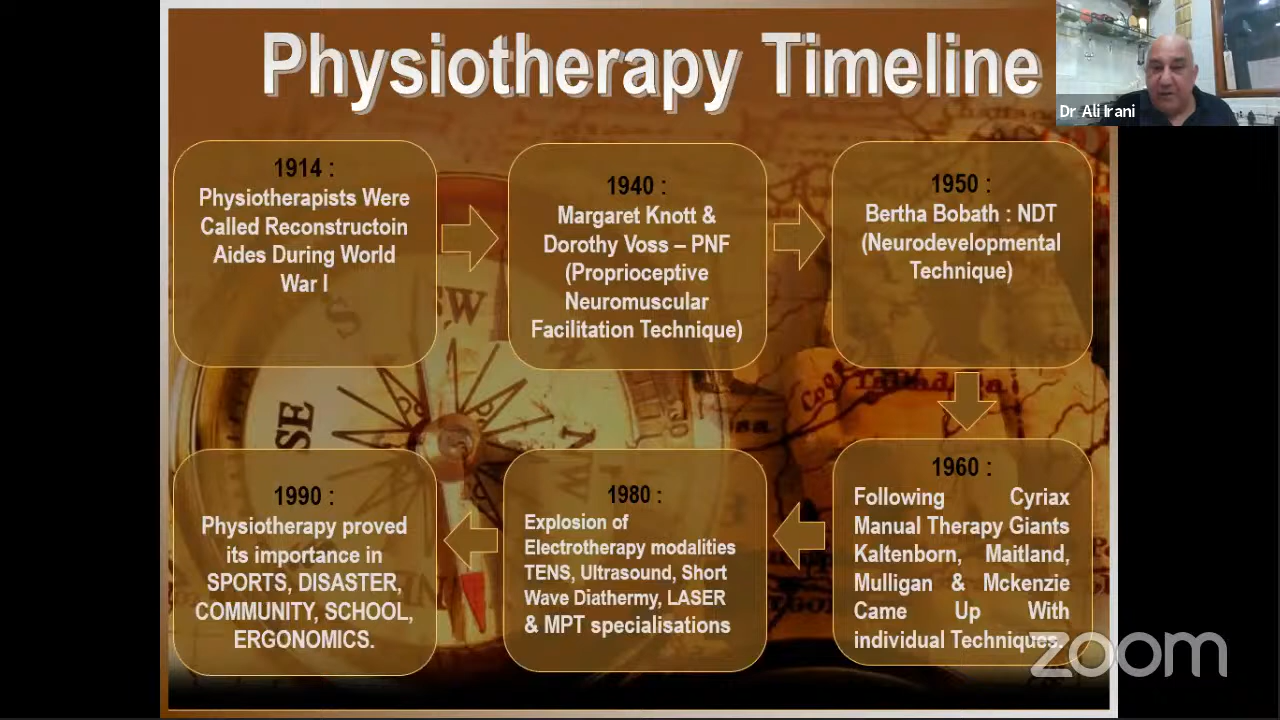 Physiotherapy Timeline
Dr Ali Irani
1914 :
Physiotherapists Were
Called Reconstructoin
Aides During World
War I
1940 :
Margaret Knott &
Dorothy Voss – PNF
(Proprioceptive
Neuromuscular
Facilitation Technique)
1950 :
Bertha Bobath : NDT
(Neurodevelopmental
Technique)
1960 :
Following Cyriax
Manual Therapy Giants
Kaltenborn, Maitland,
Mulligan & Mckenzie
Came Up With
individual Techniques.
1980 :
Explosion of
Electrotherapy modalities
TENS, Ultrasound, Short
Wave Diathermy, LASER
& MPT specialisations
1990 :
Physiotherapy proved
its importance in
SPORTS, DISASTER,
COMMUNITY, SCHOOL,
ERGONOMICS.
SW
SE
S
zoom